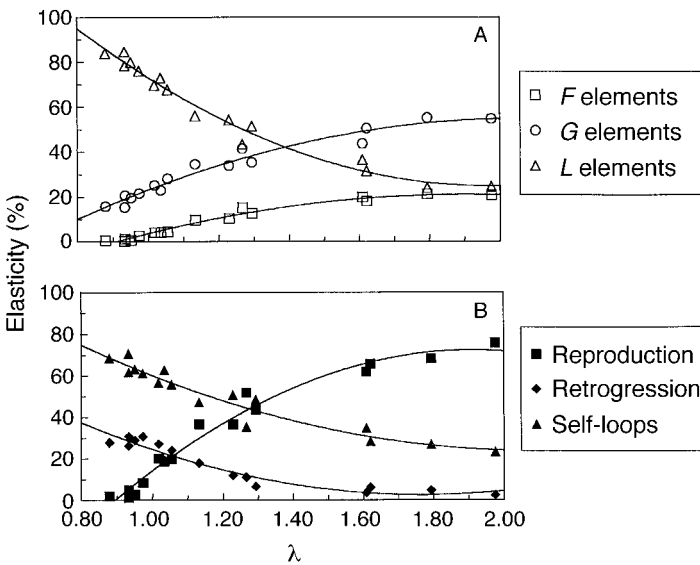 100
80
60
40
20
0
A
F elements
G elements
L elements
Elasticity (%)
100
80
60
40
20
0
B
Reproduction
Retrogression
Self-loops
0.80 1.00 1.20 1.40 1.60 1.80 2.00
λ